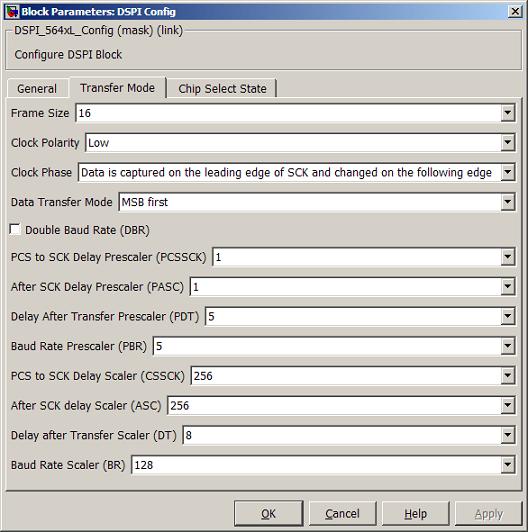 Block Parameters: DSPI Config
DSPI_564xL_Config (mask) (link)
Configure DSPI Block
General Transfer Mode Chip Select State
Frame Size 16
Clock Polarity Low
Clock Phase Data is captured on the leading edge of SCK and changed on the following edge
Data Transfer Mode MSB first
Double Baud Rate (DBR)
PCS to SCK Delay Prescaler (PCSSCK) 1
After SCK Delay Prescaler (PASC) 1
Delay After Transfer Prescaler (PDT) 5
Baud Rate Prescaler (PBR) 5
PCS to SCK Delay Scaler (CSSCK) 256
After SCK delay Scaler (ASC) 256
Delay after Transfer Scaler (DT) 8
Baud Rate Scaler (BR) 128
OK Cancel Help Apply